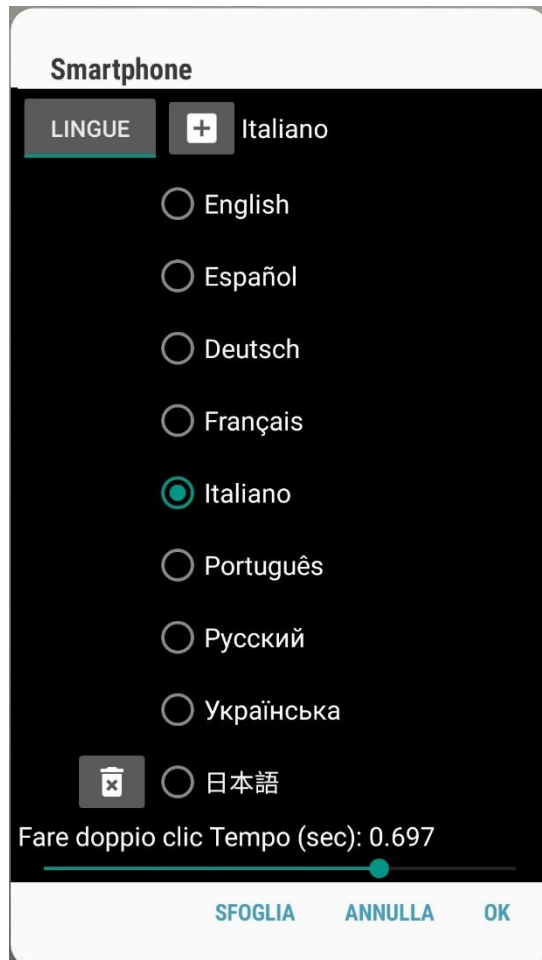 Smartphone
LINGUE Italiano
English
Español
Deutsch
Français
Italiano
Português
Русский
Українська
日本語
Fare doppio clic Tempo (sec): 0.697
SFOGLIA ANNULLA OK